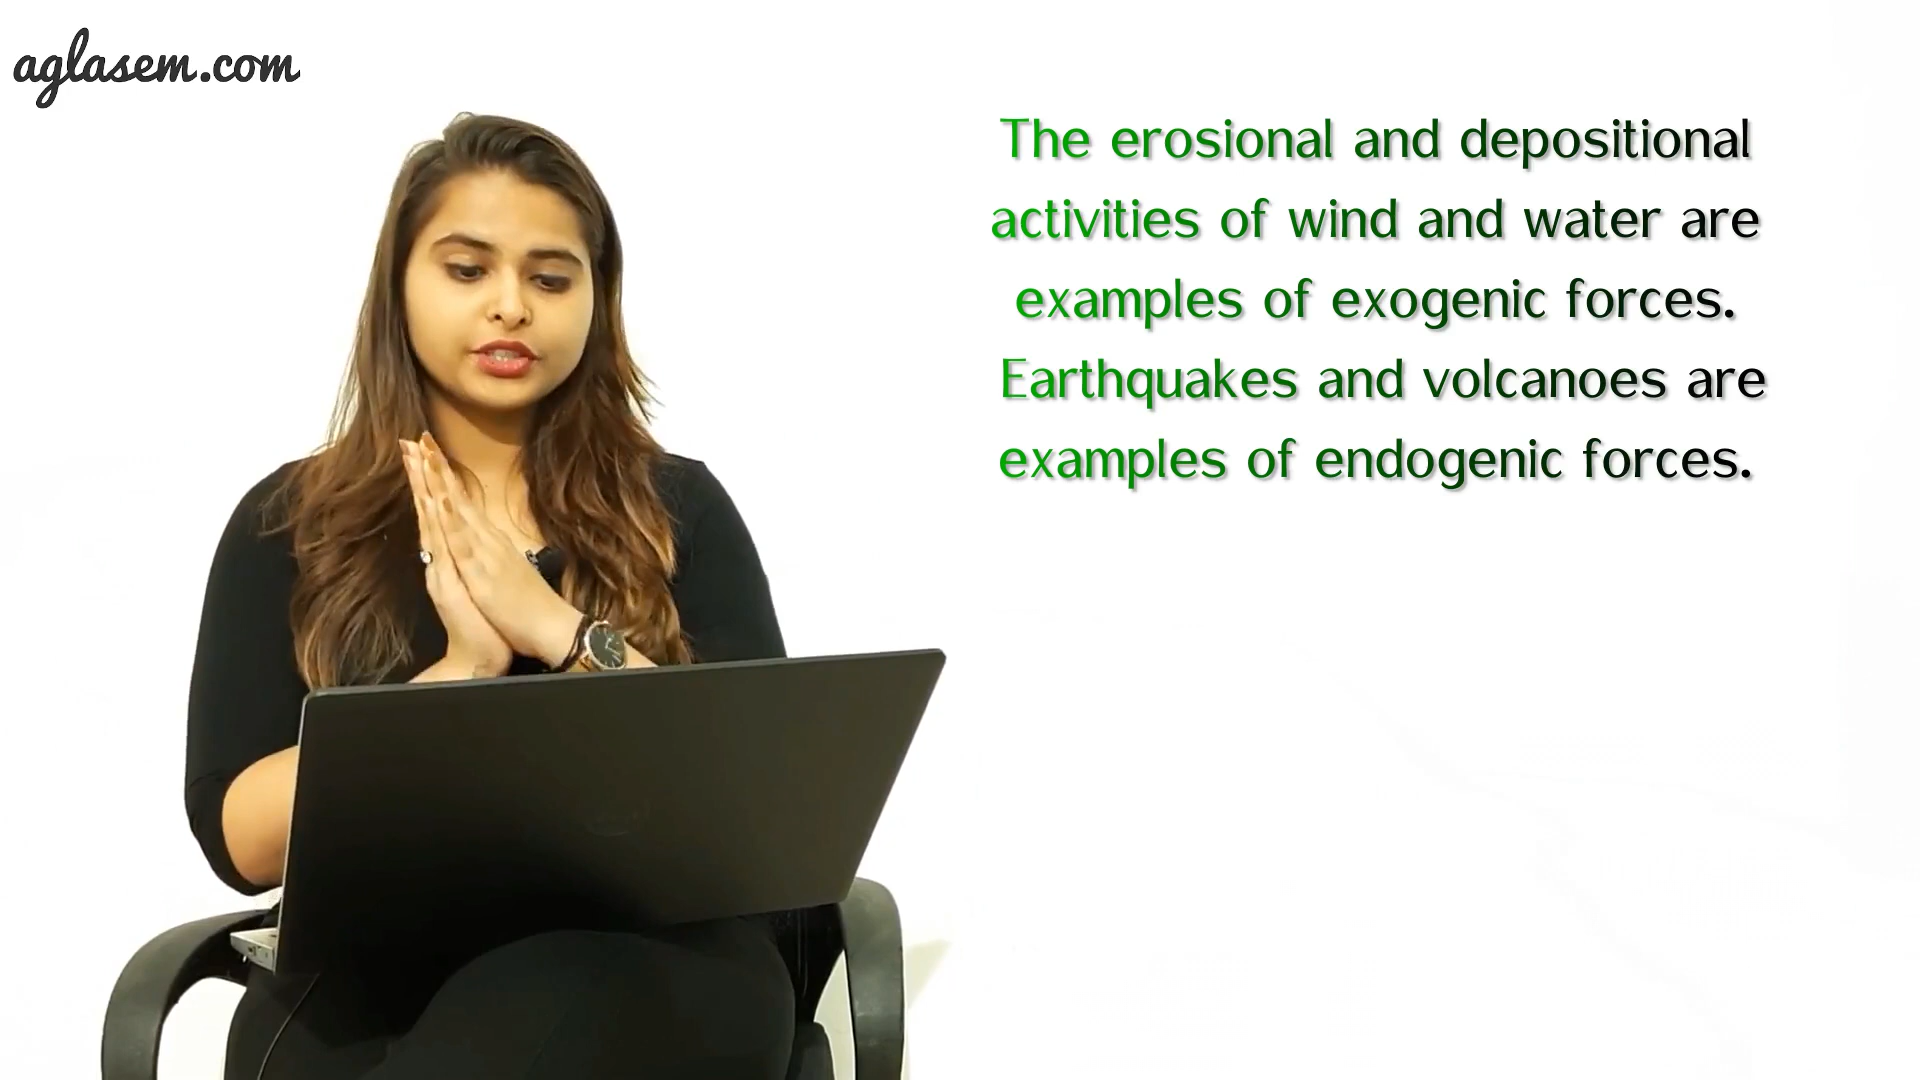 aglasem.com
The erosional and depositional
activities of wind and water are
examples of exogenic forces.
Earthquakes and volcanoes are
examples of endogenic forces.